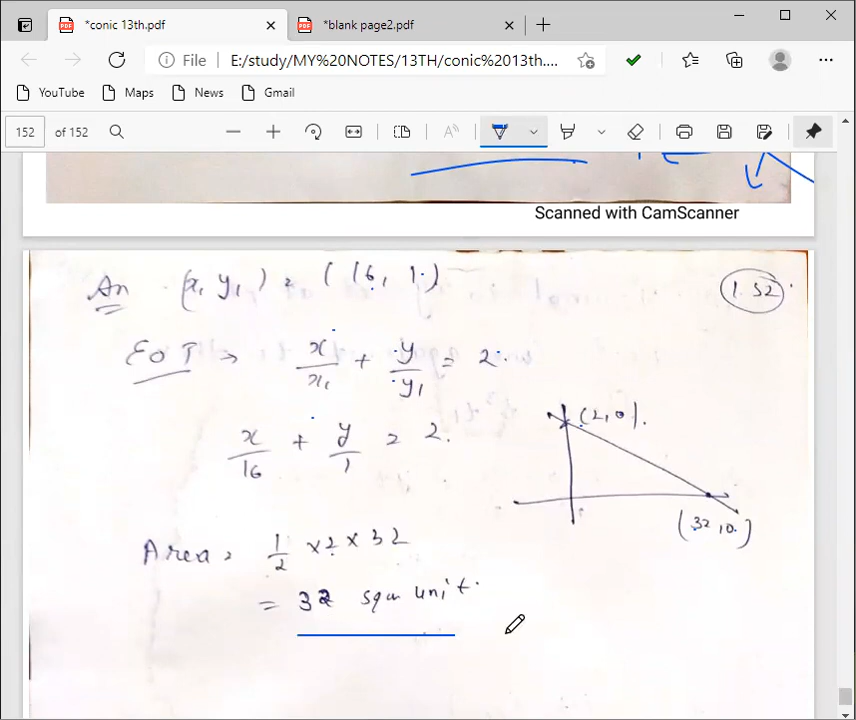 *conic 13th.pdf
*blank page2.pdf
File E:/study/MY%20NOTES/13TH/conic%2013th....
YouTube Maps News Gmail
152 of 152
Scanned with CamScanner
An (x, y1) = (16, 1)
1.52
EOT → x/x1 + y/y1 = 2
x/16 + y/1 = 2.
(2,0).
(32,0)
Area = 1/2 × 2 × 32
= 32 squ unit.